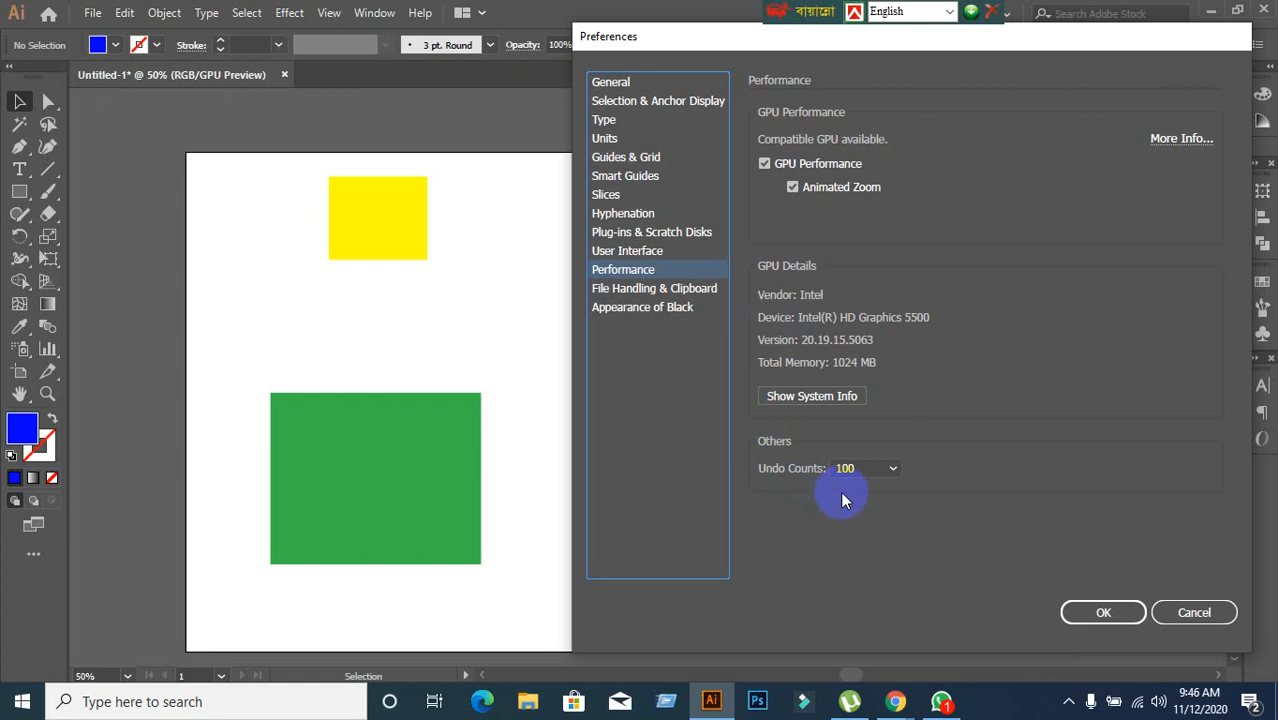 Ai File Edit Object Type Select Effect View Window Help
বায়ান্নো English
Search Adobe Stock
No Selection Stroke: 3 pt. Round Opacity: 100%
Untitled-1* @ 50% (RGB/GPU Preview)
Preferences
General
Selection & Anchor Display
Type
Units
Guides & Grid
Smart Guides
Slices
Hyphenation
Plug-ins & Scratch Disks
User Interface
Performance
File Handling & Clipboard
Appearance of Black
Performance
GPU Performance
Compatible GPU available.
More Info...
GPU Performance
Animated Zoom
GPU Details
Vendor: Intel
Device: Intel(R) HD Graphics 5500
Version: 20.19.15.5063
Total Memory: 1024 MB
Show System Info
Others
Undo Counts: 100
OK Cancel
50% 1 Selection
Type here to search
Ai Ps 1
9:46 AM
11/12/2020
2